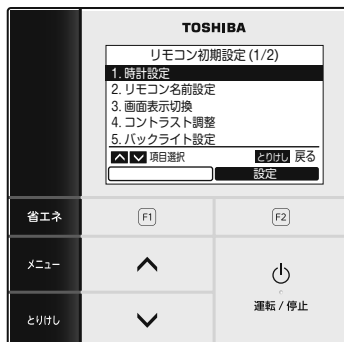 TOSHIBA
リモコン初期設定 (1/2)
1. 時計設定
2. リモコン名前設定
3. 画面表示切換
4. コントラスト調整
5. バックライト設定
項目選択 とりけし 戻る
設定
省エネ F1 F2
メニュー
運転 / 停止
とりけし